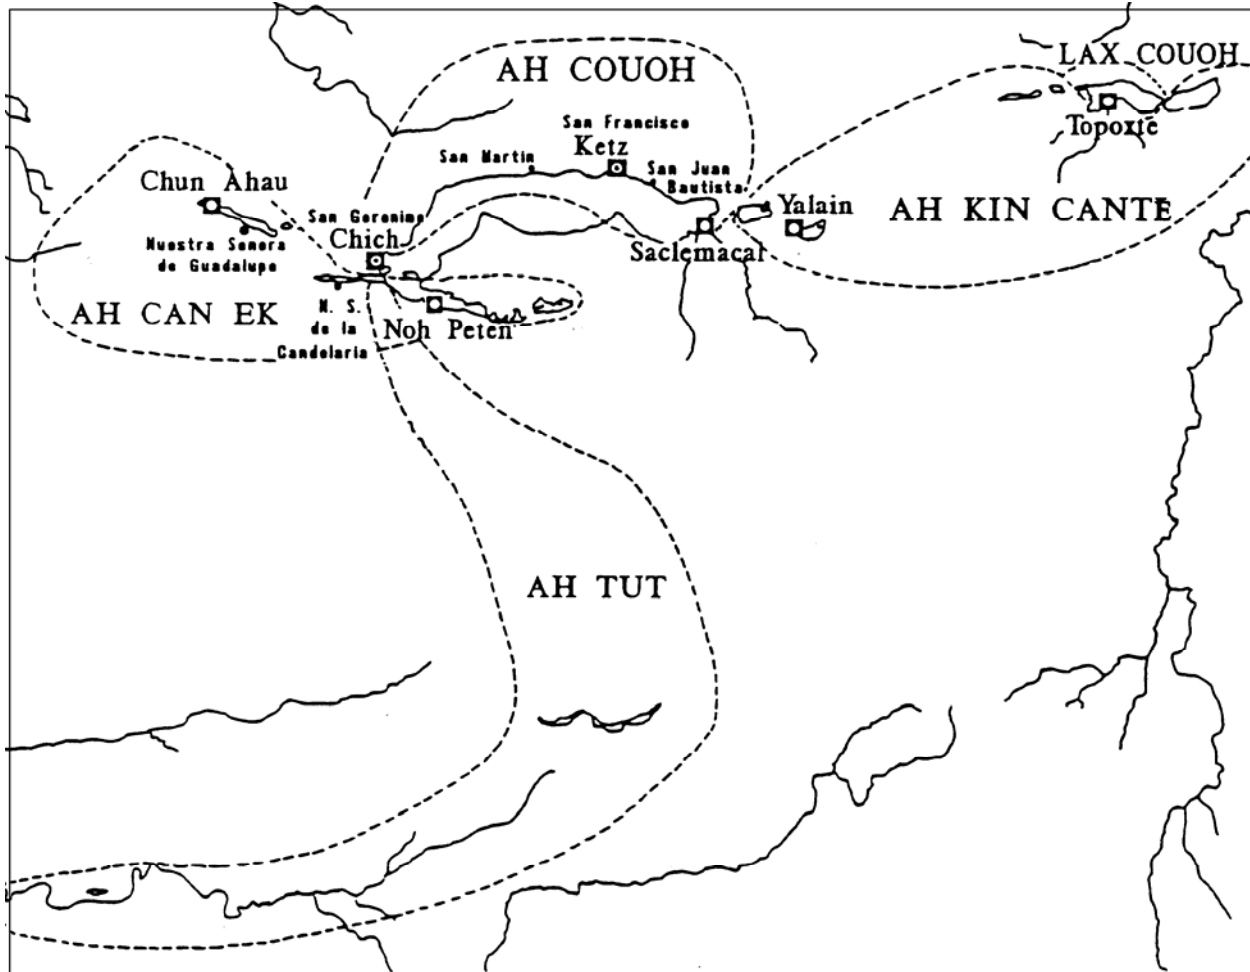 LAX COUOH
AH COUOH
Topoxte
San Francisco
Ketz
San Martin
San Juan
Bautista
Chun Ahau
Yalain
AH KIN CANTE
San Geronimo
Chich
Nuestra Senora
de Guadalupe
Saclemacal
AH CAN EK
N. S.
de la
Candelaria
Noh Peten
AH TUT